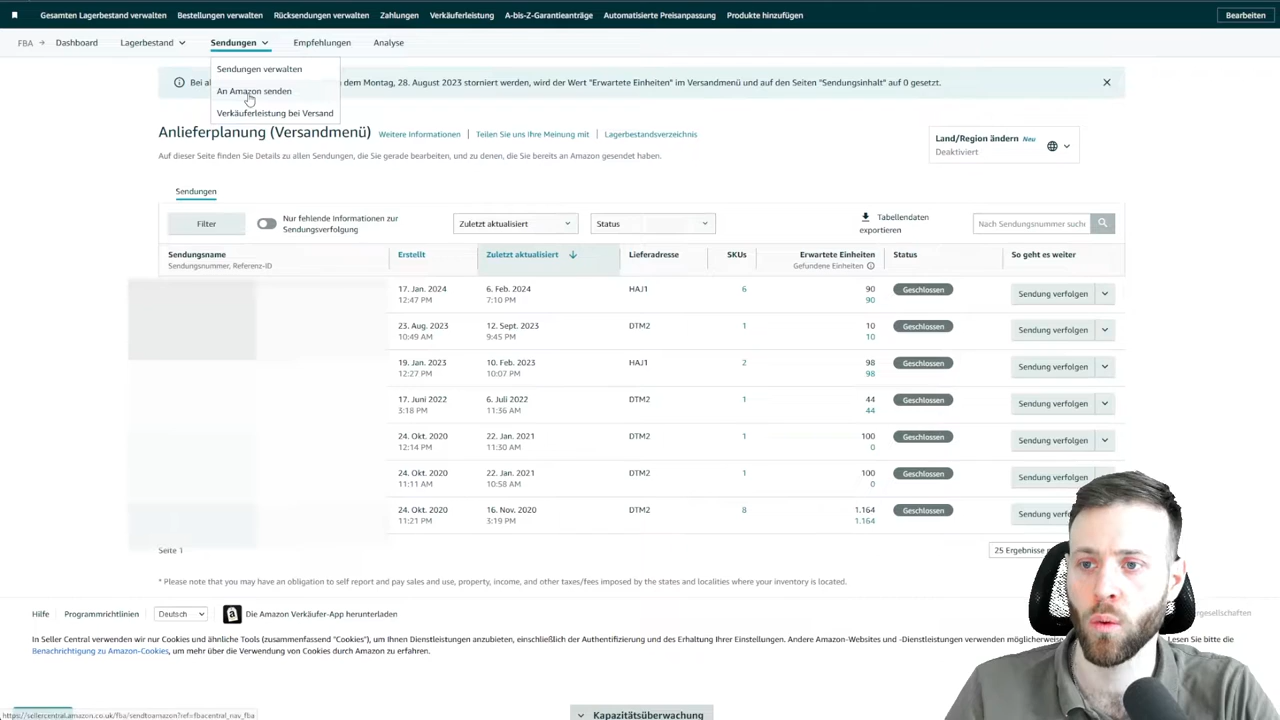 Gesamten Lagerbestand verwalten Bestellungen verwalten Rücksendungen verwalten Zahlungen Verkäuferleistung A-bis-Z-Garantieanträge Automatisierte Preisanpassung Produkte hinzufügen Bearbeiten
FBA Dashboard Lagerbestand Sendungen Empfehlungen Analyse
Sendungen verwalten
An Amazon senden
Verkäuferleistung bei Versand
Bei dem Montag, 28. August 2023 storniert werden, wird der Wert "Erwartete Einheiten" im Versandmenü und auf den Seiten "Sendungsinhalt" auf 0 gesetzt.
Anlieferplanung (Versandmenü) Weitere Informationen Teilen Sie uns Ihre Meinung mit Lagerbestandsverzeichnis
Land/Region ändern Neu
Deaktiviert
Auf dieser Seite finden Sie Details zu allen Sendungen, die Sie gerade bearbeiten, und zu denen, die Sie bereits an Amazon gesendet haben.
Sendungen
Filter
Nur fehlende Informationen zur
Sendungsverfolgung
Zuletzt aktualisiert
Status
Tabellendaten
exportieren
Nach Sendungsnummer suche
Sendungsname Erstellt Zuletzt aktualisiert Lieferadresse SKUs Erwartete Einheiten Status So geht es weiter
Sendungsnummer, Referenz-ID Gefundene Einheiten
17. Jan. 2024 6. Feb. 2024 HAJ1 6 90 Geschlossen Sendung verfolgen
12:47 PM 7:10 PM 90
23. Aug. 2023 12. Sept. 2023 DTM2 1 10 Geschlossen Sendung verfolgen
10:49 AM 9:45 PM 10
19. Jan. 2023 10. Feb. 2023 HAJ1 2 98 Geschlossen Sendung verfolgen
12:27 PM 10:07 PM 98
17. Juni 2022 6. Juli 2022 DTM2 1 44 Geschlossen Sendung verfolgen
3:18 PM 11:36 AM 44
24. Okt. 2020 22. Jan. 2021 DTM2 1 100 Geschlossen Sendung verfolgen
12:14 PM 11:30 AM 0
24. Okt. 2020 22. Jan. 2021 DTM2 1 100 Geschlossen Sendung verfolgen
11:11 AM 10:58 AM 0
24. Okt. 2020 16. Nov. 2020 DTM2 8 1.164 Geschlossen Sendung
11:21 PM 3:19 PM 1.164
Seite 1 25 Ergebnisse
* Please note that you may have an obligation to self report and pay sales and use, property, income, and other taxes/fees imposed by the states and localities where your inventory is located.
Hilfe Programmrichtlinien Deutsch Die Amazon Verkäufer-App herunterladen
In Seller Central verwenden wir nur Cookies und ähnliche Tools (zusammenfassend "Cookies"), um Ihnen Dienstleistungen anzubieten, einschließlich der Authentifizierung und des Erhaltung Ihrer Einstellungen. Andere Amazon-Websites und -Dienstleistungen verwenden Lesen Sie bitte die
Benachrichtigung zu Amazon-Cookies, um mehr über die Verwendung von Cookies durch Amazon zu erfahren.
https://sellercentral.amazon.co.uk/fba/sendtoamazon?ref=fbacentral_nav_fba
Kapazitätsüberwachung